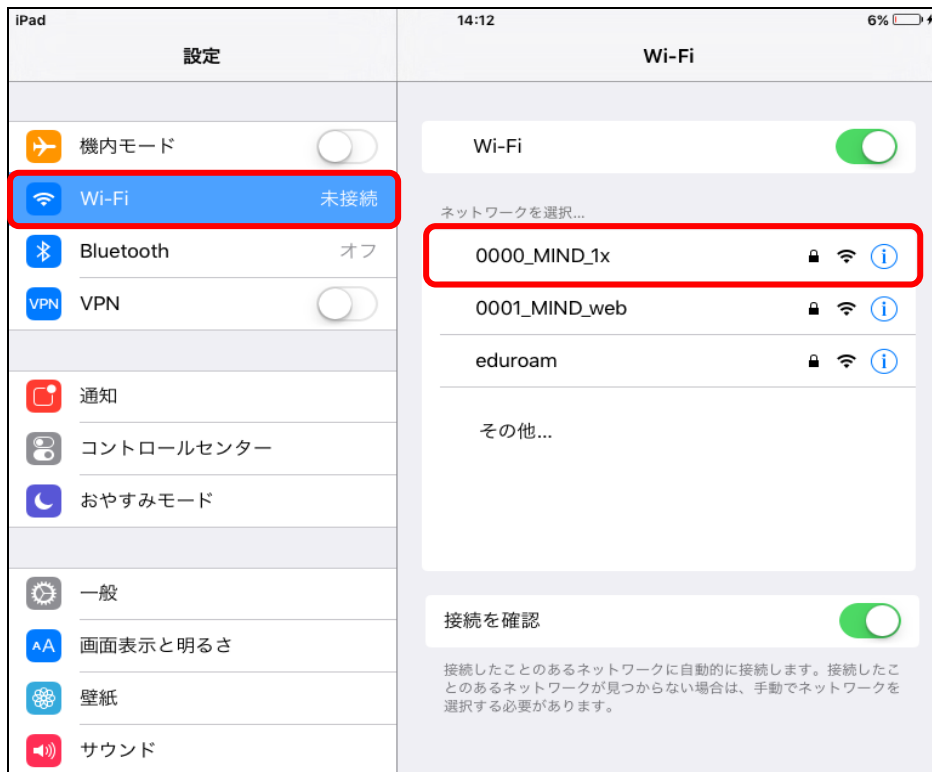 iPad 14:12 6%
設定
機内モード
Wi-Fi 未接続
Bluetooth オフ
VPN VPN
通知
コントロールセンター
おやすみモード
一般
AA 画面表示と明るさ
壁紙
サウンド
Wi-Fi
Wi-Fi
ネットワークを選択...
0000_MIND_1x
0001_MIND_web
eduroam
その他...
接続を確認
接続したことのあるネットワークに自動的に接続します。接続したこ
とのあるネットワークが見つからない場合は、手動でネットワークを
選択する必要があります。